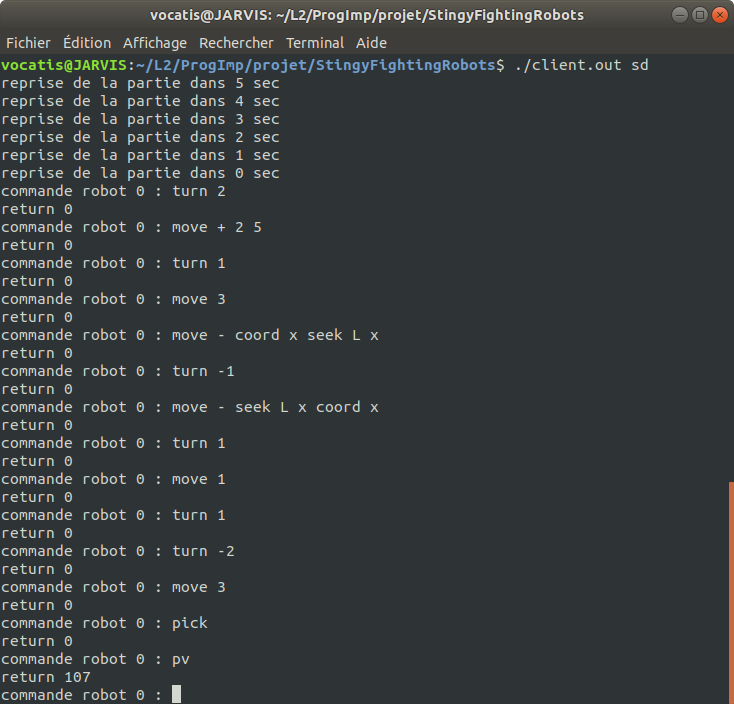 vocatis@JARVIS: ~/L2/ProgImp/projet/StingyFightingRobots
Fichier Édition Affichage Rechercher Terminal Aide
vocatis@JARVIS:~/L2/ProgImp/projet/StingyFightingRobots$ ./client.out sd
reprise de la partie dans 5 sec
reprise de la partie dans 4 sec
reprise de la partie dans 3 sec
reprise de la partie dans 2 sec
reprise de la partie dans 1 sec
reprise de la partie dans 0 sec
commande robot 0 : turn 2
return 0
commande robot 0 : move + 2 5
return 0
commande robot 0 : turn 1
return 0
commande robot 0 : move 3
return 0
commande robot 0 : move - coord x seek L x
return 0
commande robot 0 : turn -1
return 0
commande robot 0 : move - seek L x coord x
return 0
commande robot 0 : turn 1
return 0
commande robot 0 : move 1
return 0
commande robot 0 : turn 1
return 0
commande robot 0 : turn -2
return 0
commande robot 0 : move 3
return 0
commande robot 0 : pick
return 0
commande robot 0 : pv
return 107
commande robot 0 :